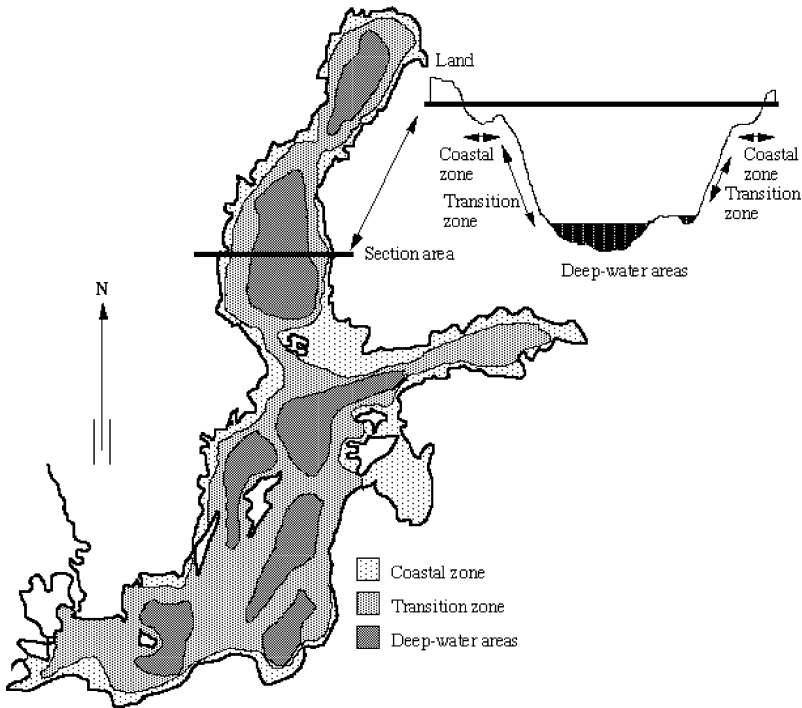 Land
Coastal
zone
Transition
zone
Coastal
zone
Transition
zone
Deep-water areas
Section area
N
Coastal zone
Transition zone
Deep-water areas